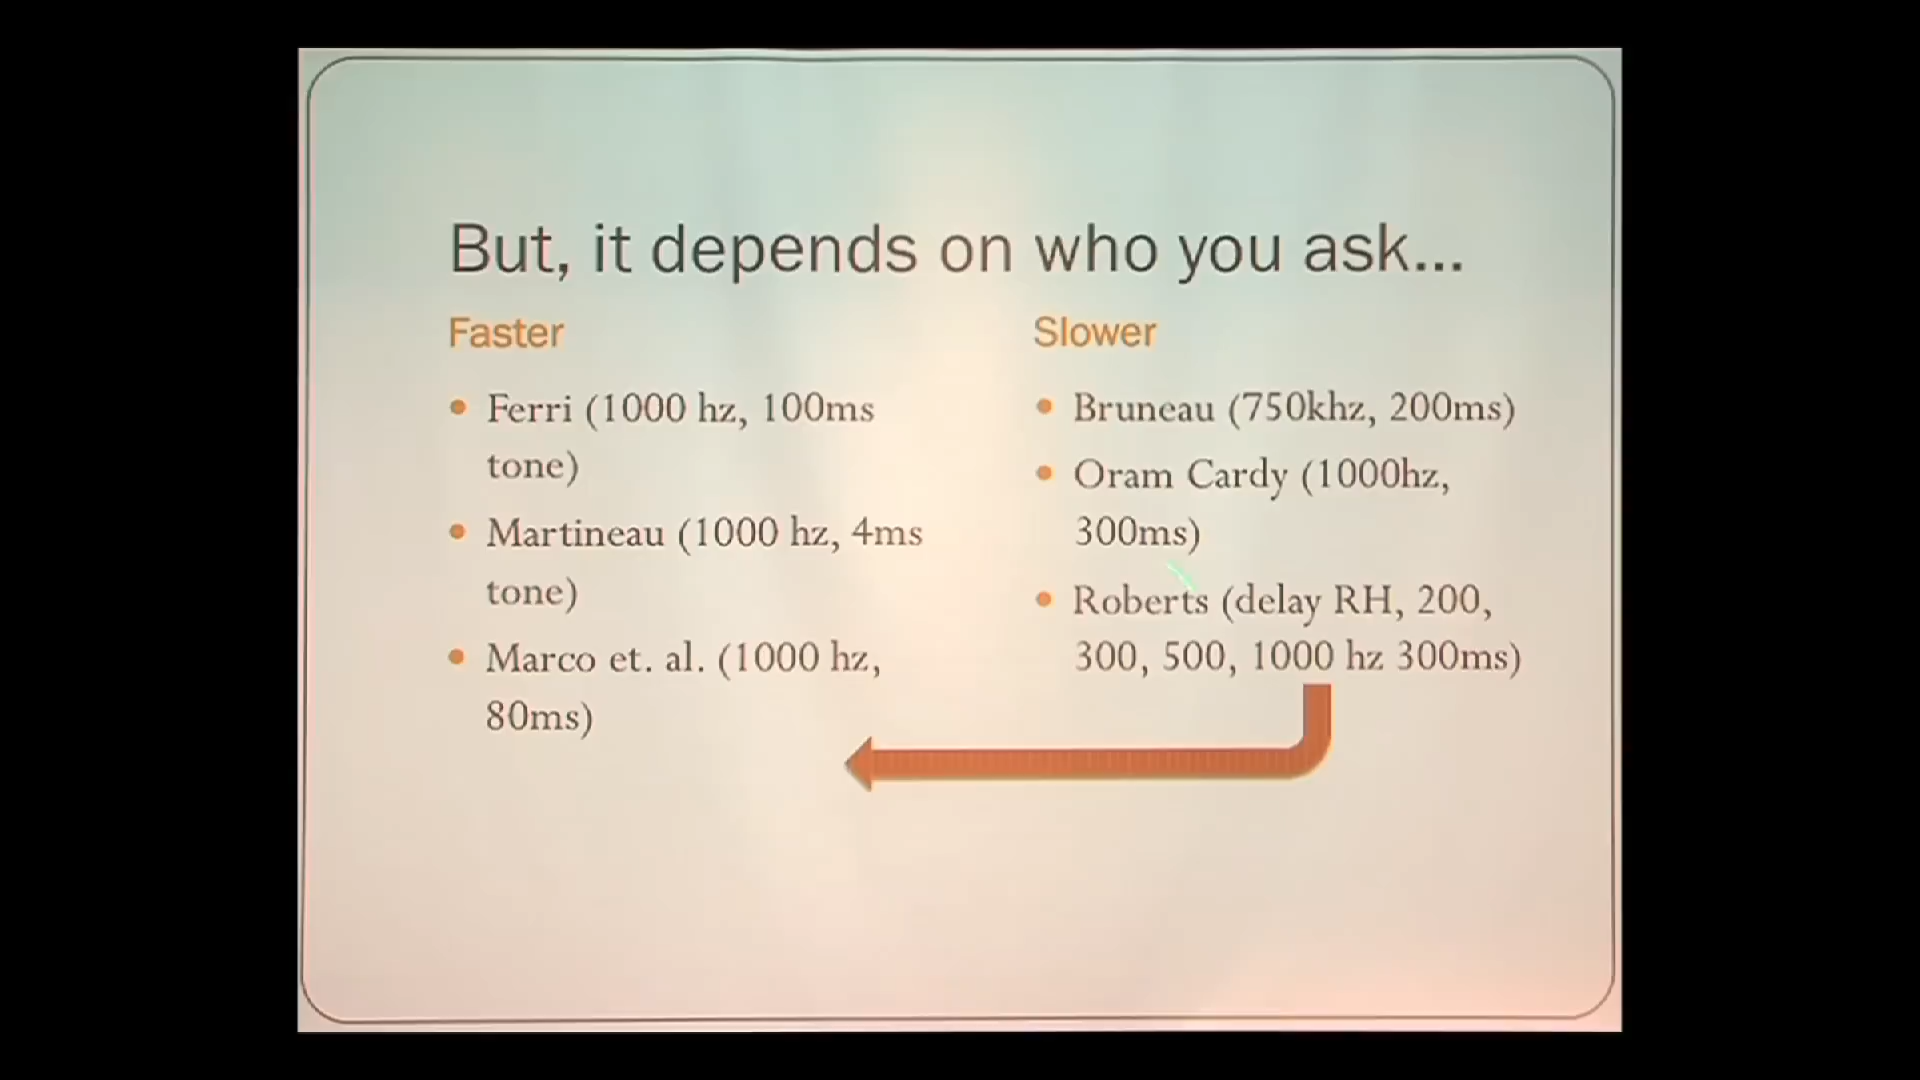 But, it depends on who you ask...
Faster
• Ferri (1000 hz, 100ms
tone)
• Martineau (1000 hz, 4ms
tone)
• Marco et. al. (1000 hz,
80ms)
Slower
• Bruneau (750khz, 200ms)
• Oram Cardy (1000hz,
300ms)
• Roberts (delay RH, 200,
300, 500, 1000 hz 300ms)